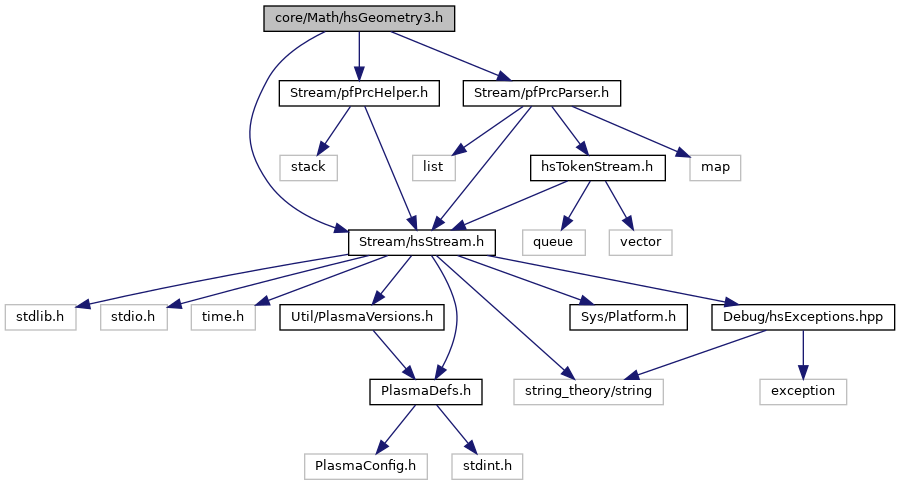 core/Math/hsGeometry3.h
Stream/pfPrcHelper.h
Stream/pfPrcParser.h
stack
list
hsTokenStream.h
map
Stream/hsStream.h
queue
vector
stdlib.h
stdio.h
time.h
Util/PlasmaVersions.h
Sys/Platform.h
Debug/hsExceptions.hpp
PlasmaDefs.h
string_theory/string
exception
PlasmaConfig.h
stdint.h